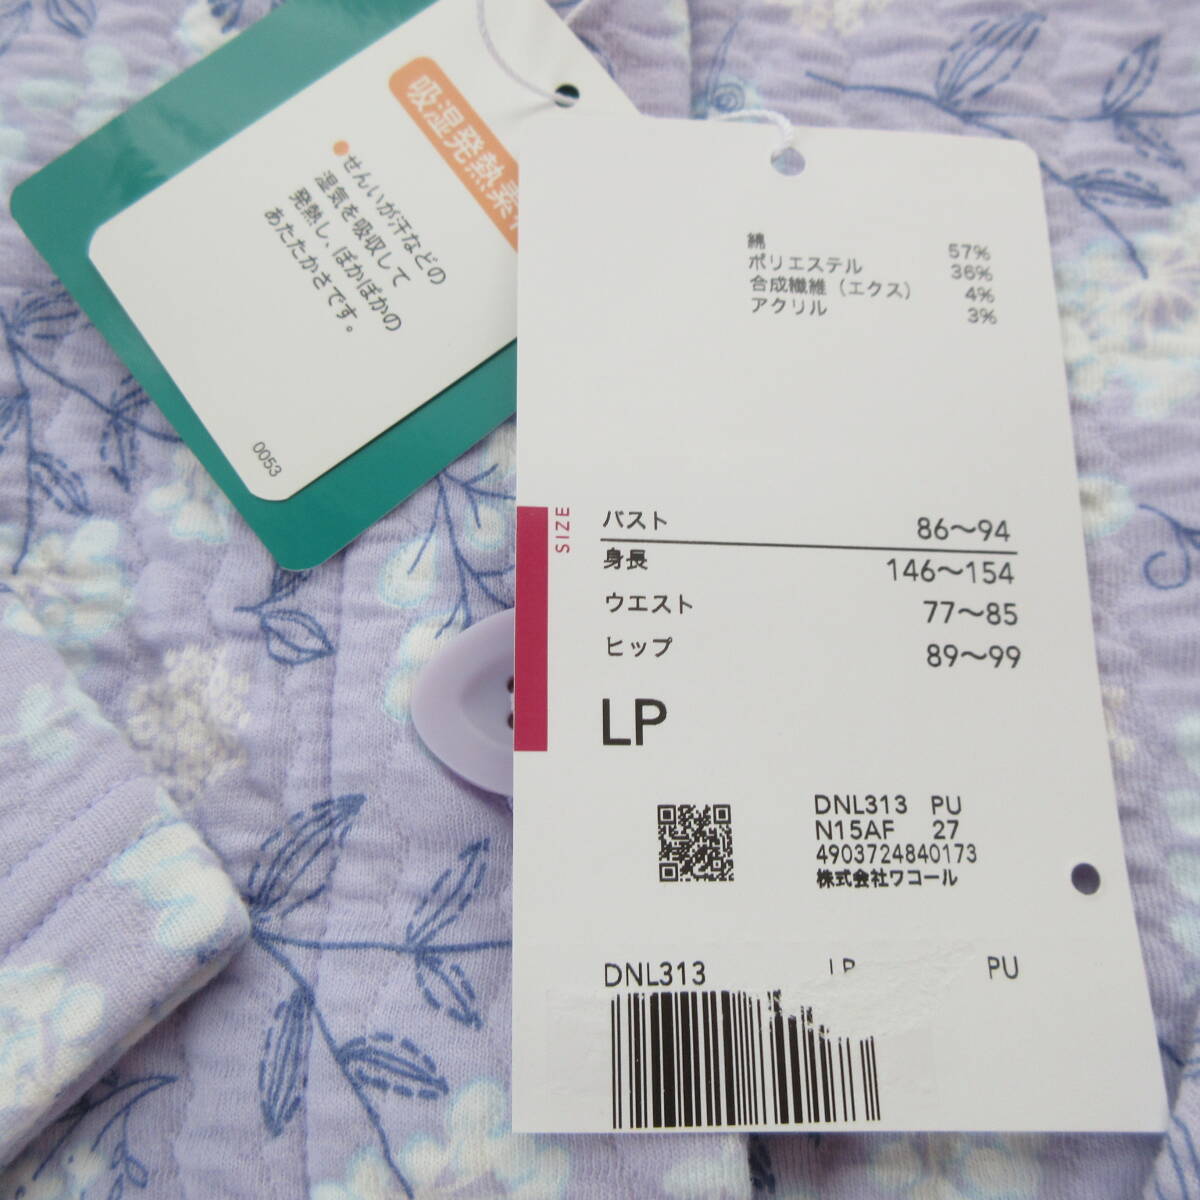 吸湿発熱素
●せんいが汗などの
湿気を吸収して
発熱し、ぽかぽかの
あたたかさです。
0053
綿 57%
ポリエステル 36%
合成繊維（エクス） 4%
アクリル 3%
SIZE
バスト 86～94
身長 146～154
ウエスト 77～85
ヒップ 89～99
LP
DNL313 PU
N15AF 27
4903724840173
株式会社ワコール
DNL313 LP PU